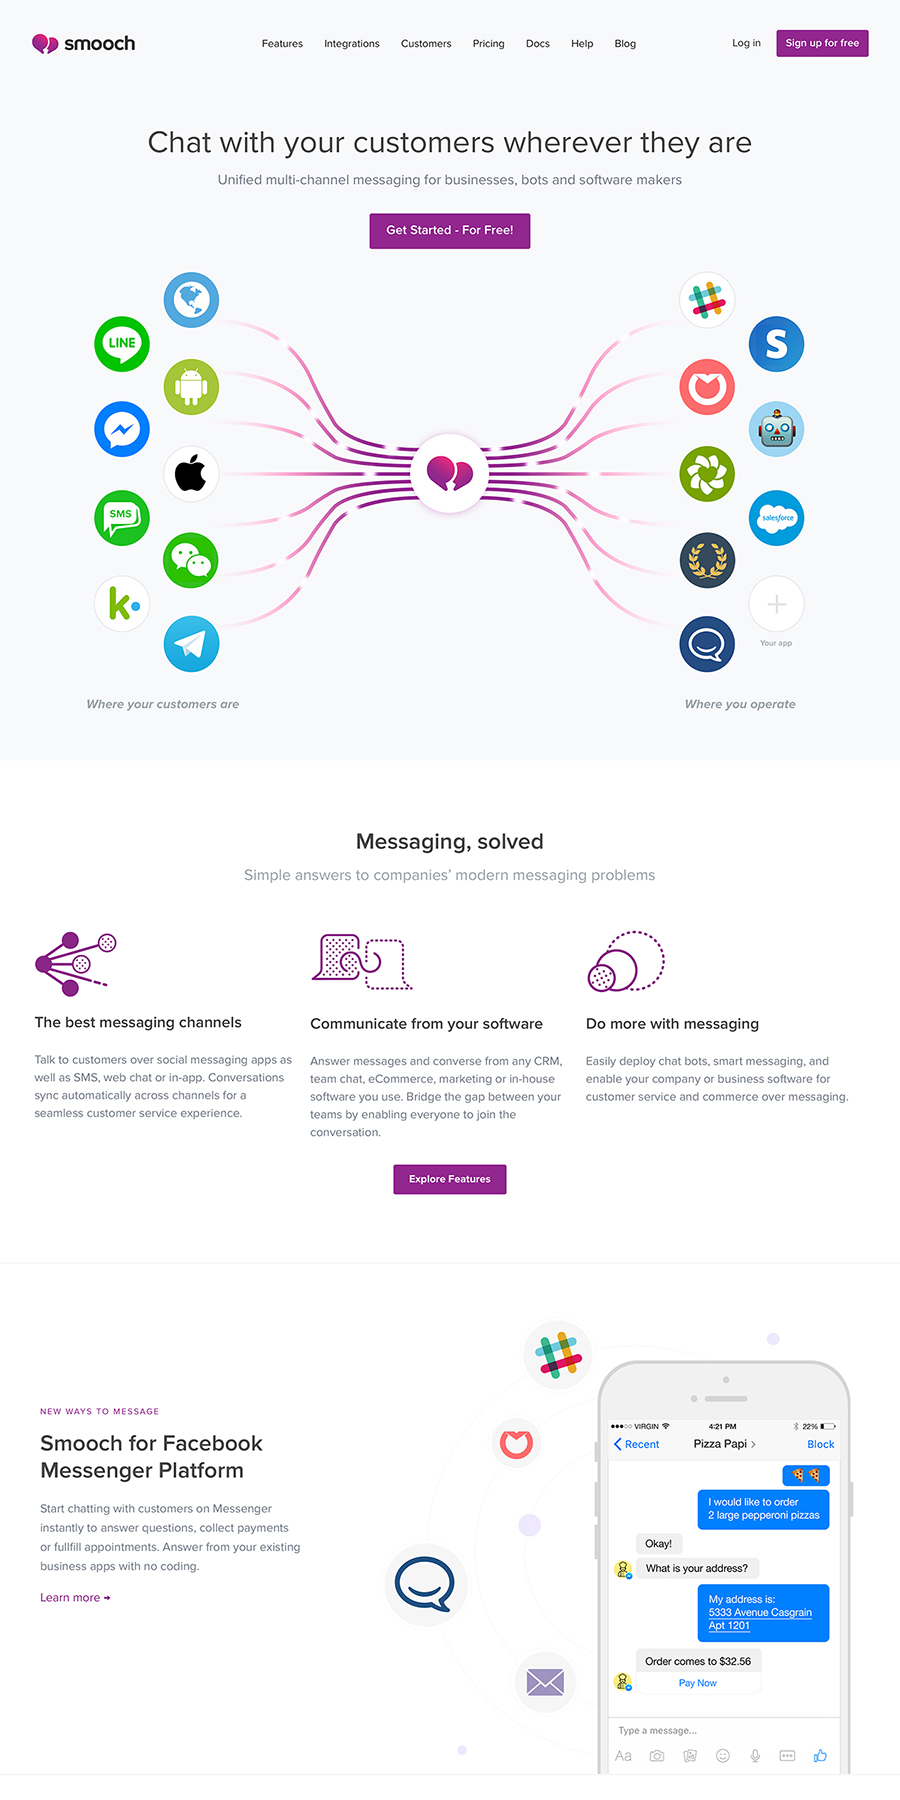 smooch
Features
Integrations
Customers
Pricing
Docs
Help
Blog
Log in
Sign up for free
Chat with your customers wherever they are
Unified multi-channel messaging for businesses, bots and software makers
Get Started - For Free!
LINE
S
SMS
salesforce
k.
Your app
Where your customers are
Where you operate
Messaging, solved
Simple answers to companies' modern messaging problems
The best messaging channels
Talk to customers over social messaging apps as
well as SMS, web chat or in-app. Conversations
sync automatically across channels for a
seamless customer service experience.
Communicate from your software
Answer messages and converse from any CRM,
team chat, eCommerce, marketing or in-house
software you use. Bridge the gap between your
teams by enabling everyone to join the
conversation.
Do more with messaging
Easily deploy chat bots, smart messaging, and
enable your company or business software for
customer service and commerce over messaging.
Explore Features
NEW WAYS TO MESSAGE
Smooch for Facebook
Messenger Platform
Start chatting with customers on Messenger
instantly to answer questions, collect payments
or fullfill appointments. Answer from your existing
business apps with no coding.
Learn more →
VIRGIN
4:21 PM
22%
Recent
Pizza Papi
Block
I would like to order
2 large pepperoni pizzas
Okay!
What is your address?
My address is:
5333 Avenue Casgrain
Apt 1201
Order comes to $32.56
Pay Now
Type a message...
Aa